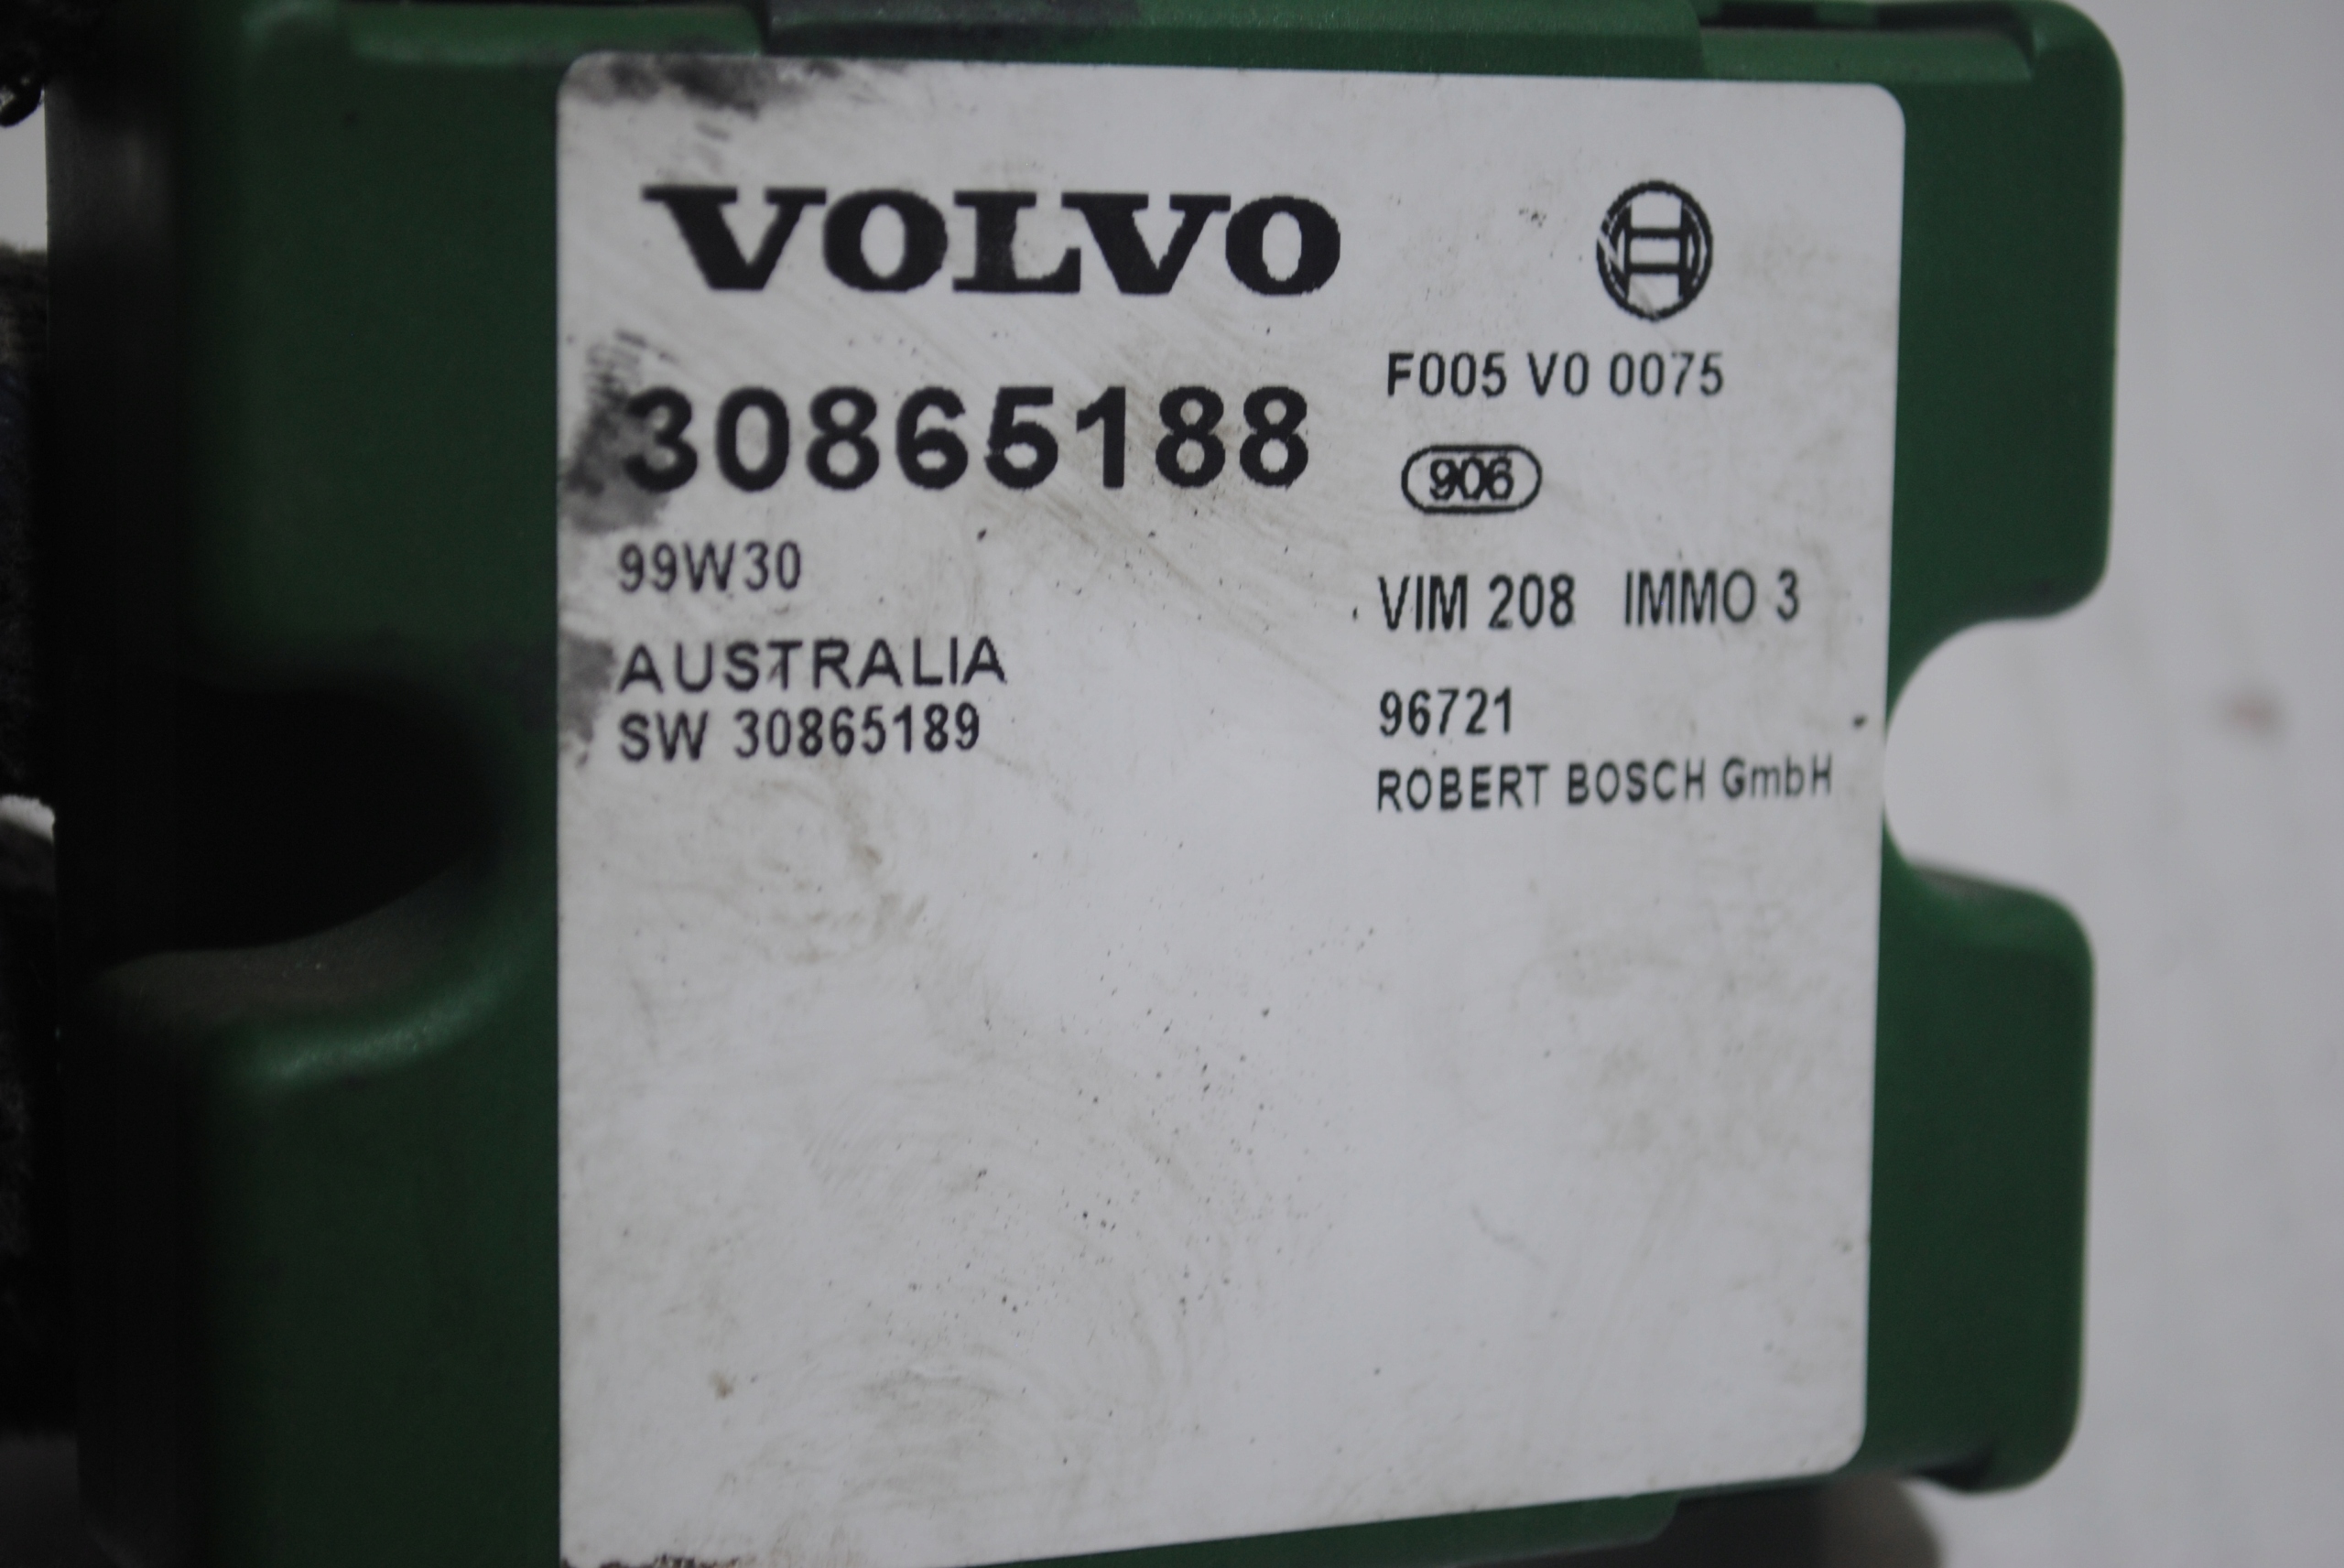 VOLVO
30865188
99W30
AUSTRALIA
SW 30865189
F005 V0 0075
906
VIM 208 IMMO 3
96721
ROBERT BOSCH GmbH